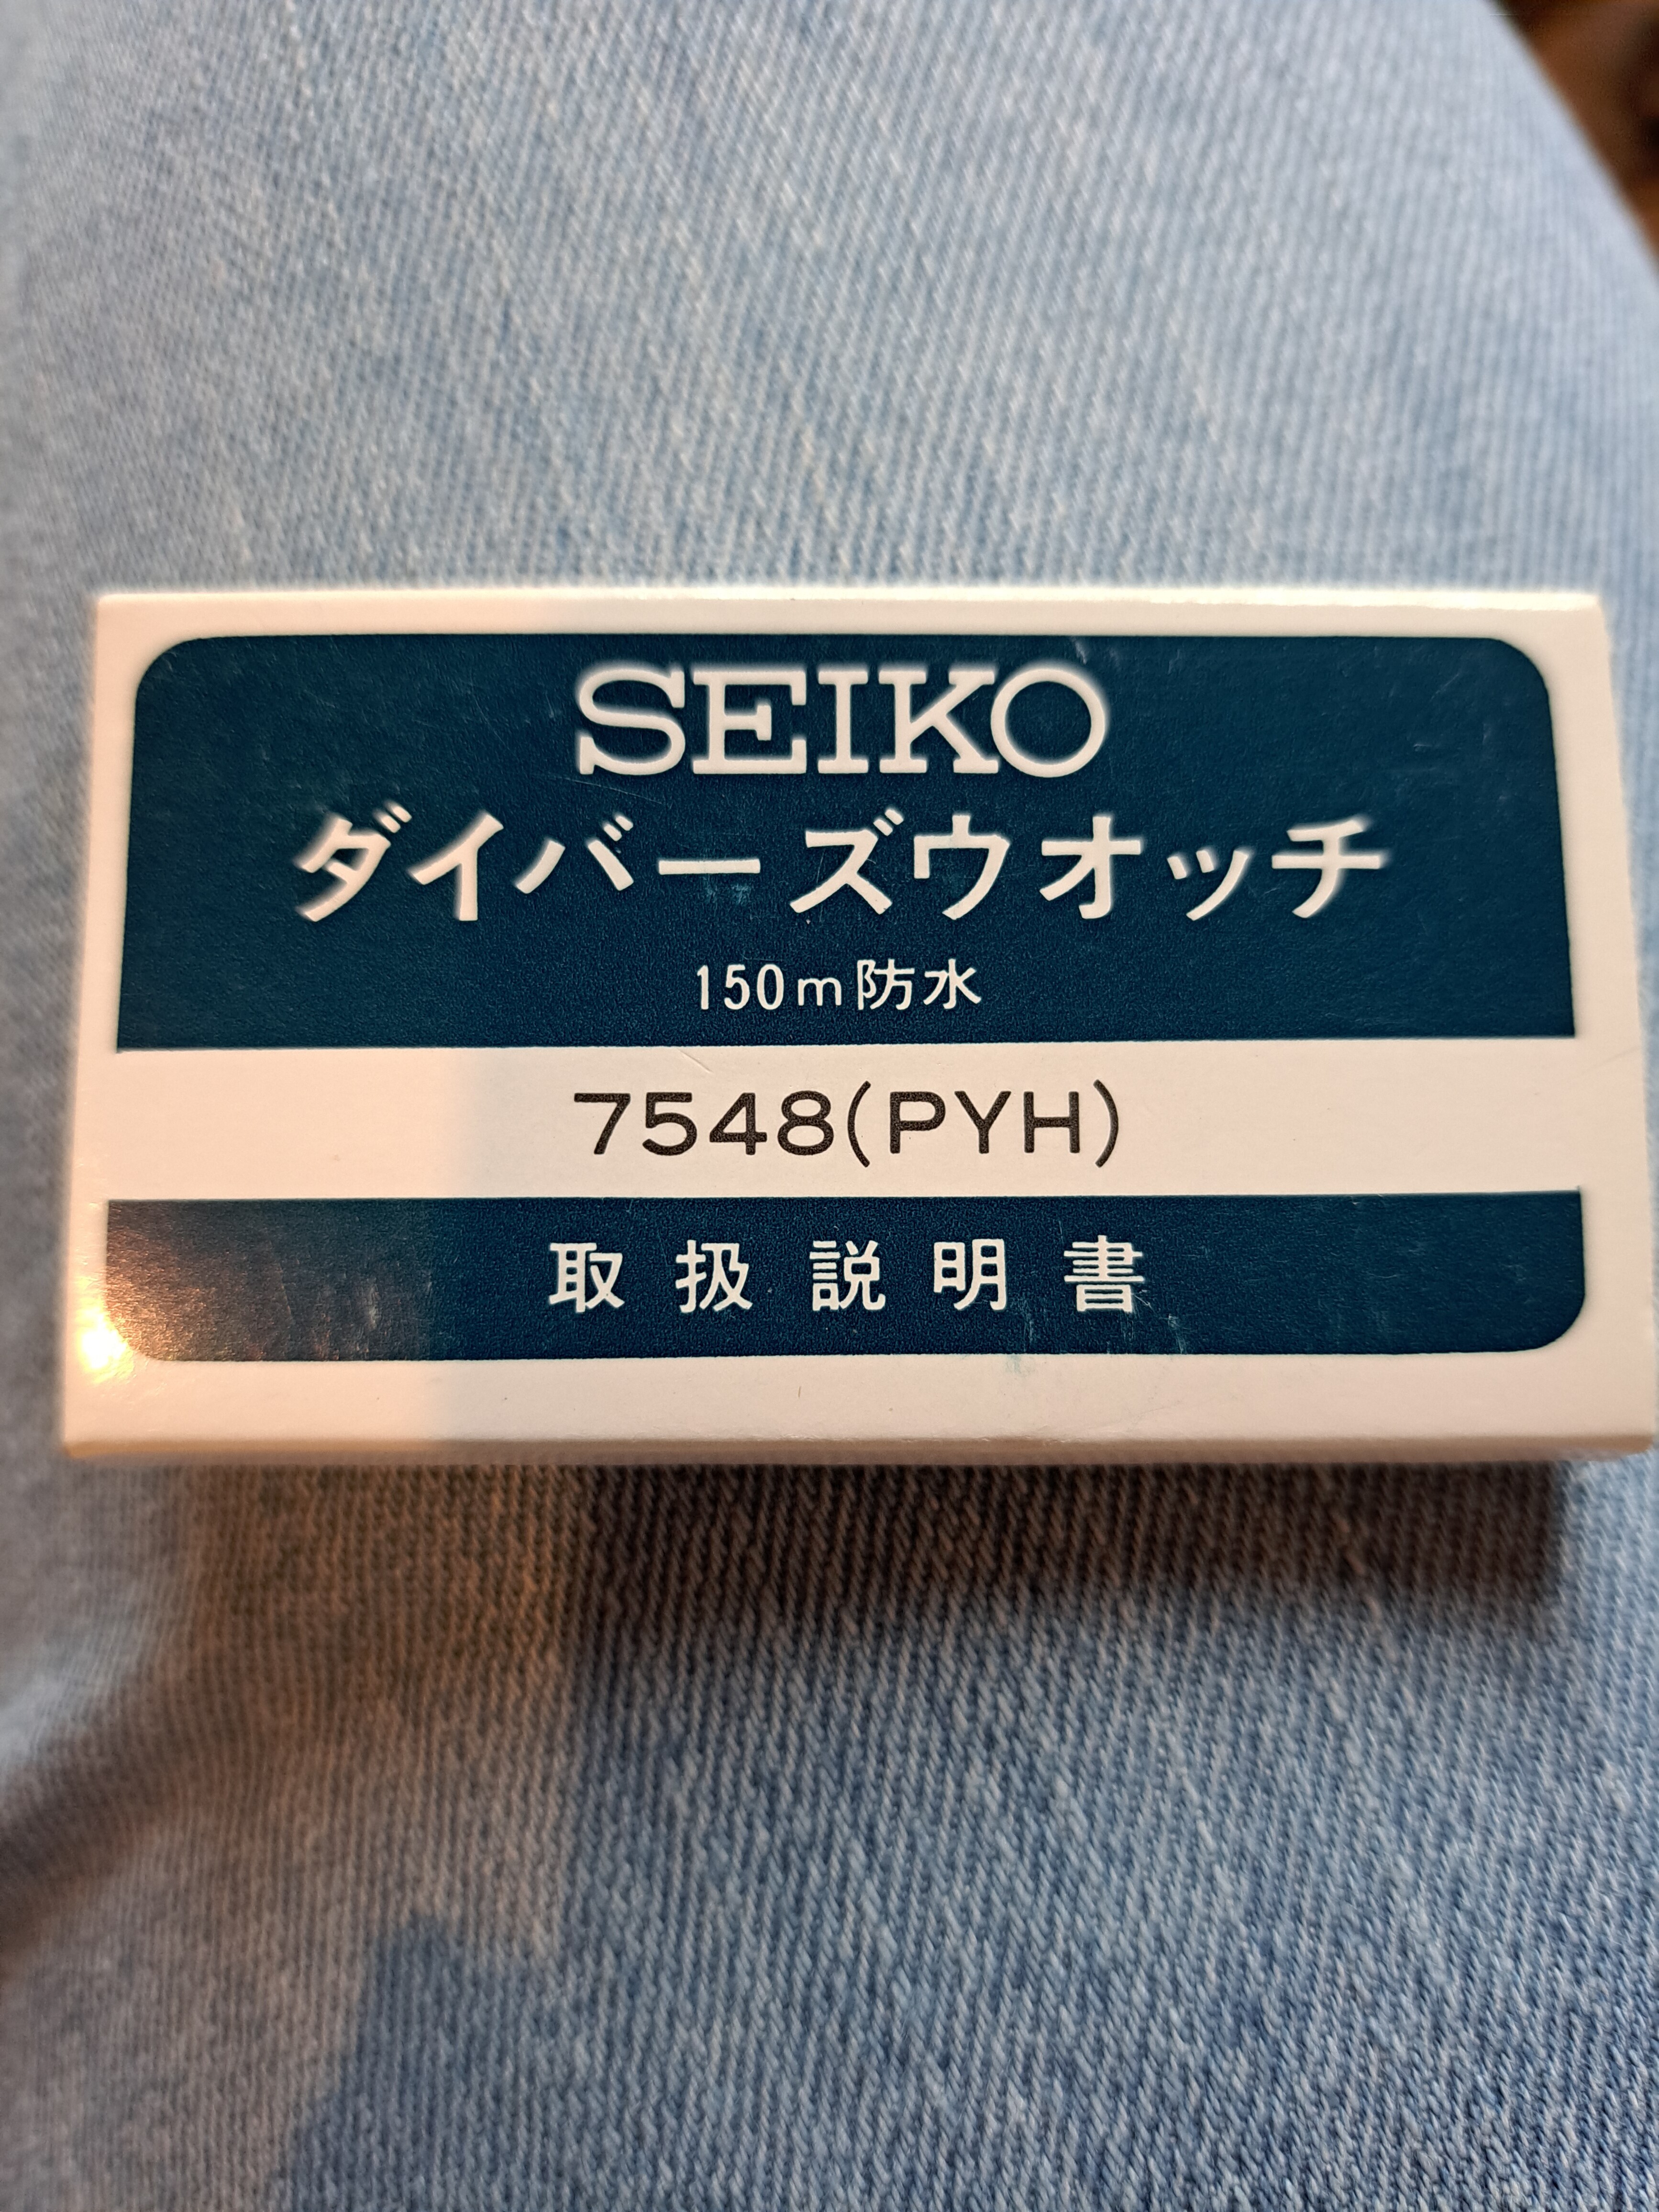 SEIKO
ダイバーズウオッチ
150m防水
7548(PYH)
取扱説明書